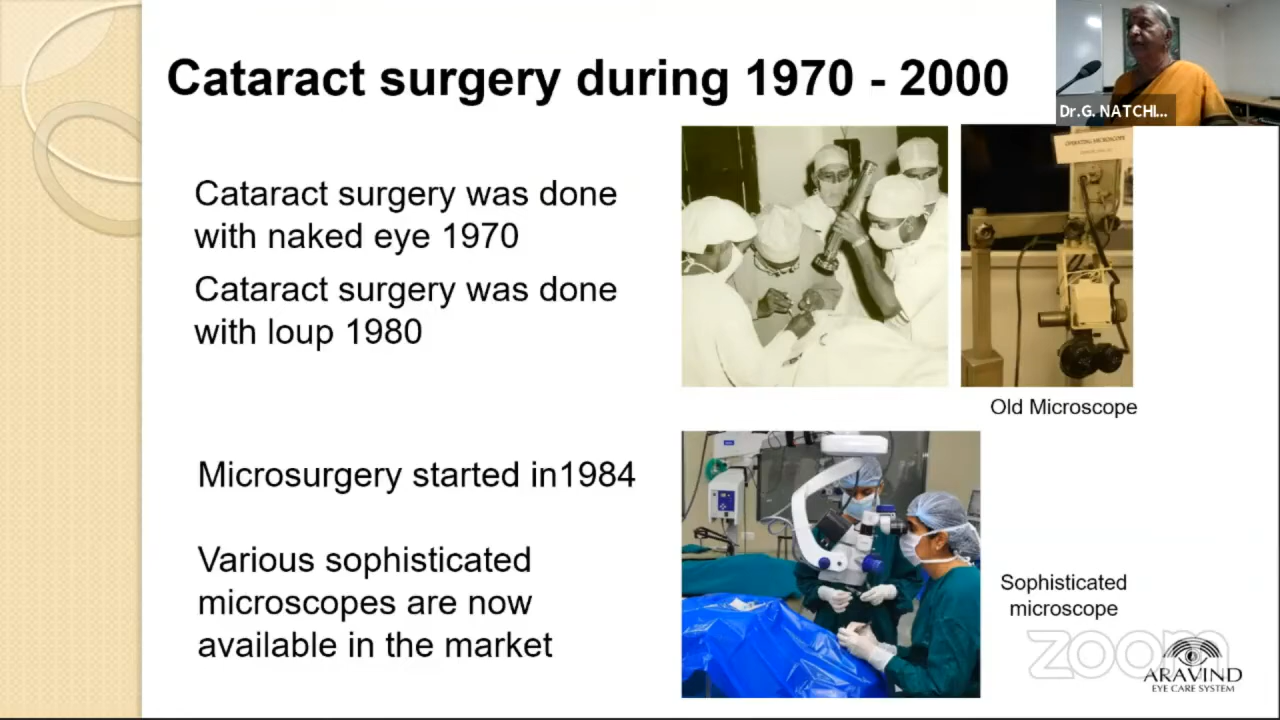 Cataract surgery during 1970 - 2000
Dr.G. NATCHI...
Cataract surgery was done
with naked eye 1970
Cataract surgery was done
with loup 1980
OPERATING MICROSCOPE
Old Microscope
Microsurgery started in1984
Various sophisticated
microscopes are now
available in the market
Sophisticated
microscope
zoom
ARAVIND
EYE CARE SYSTEM